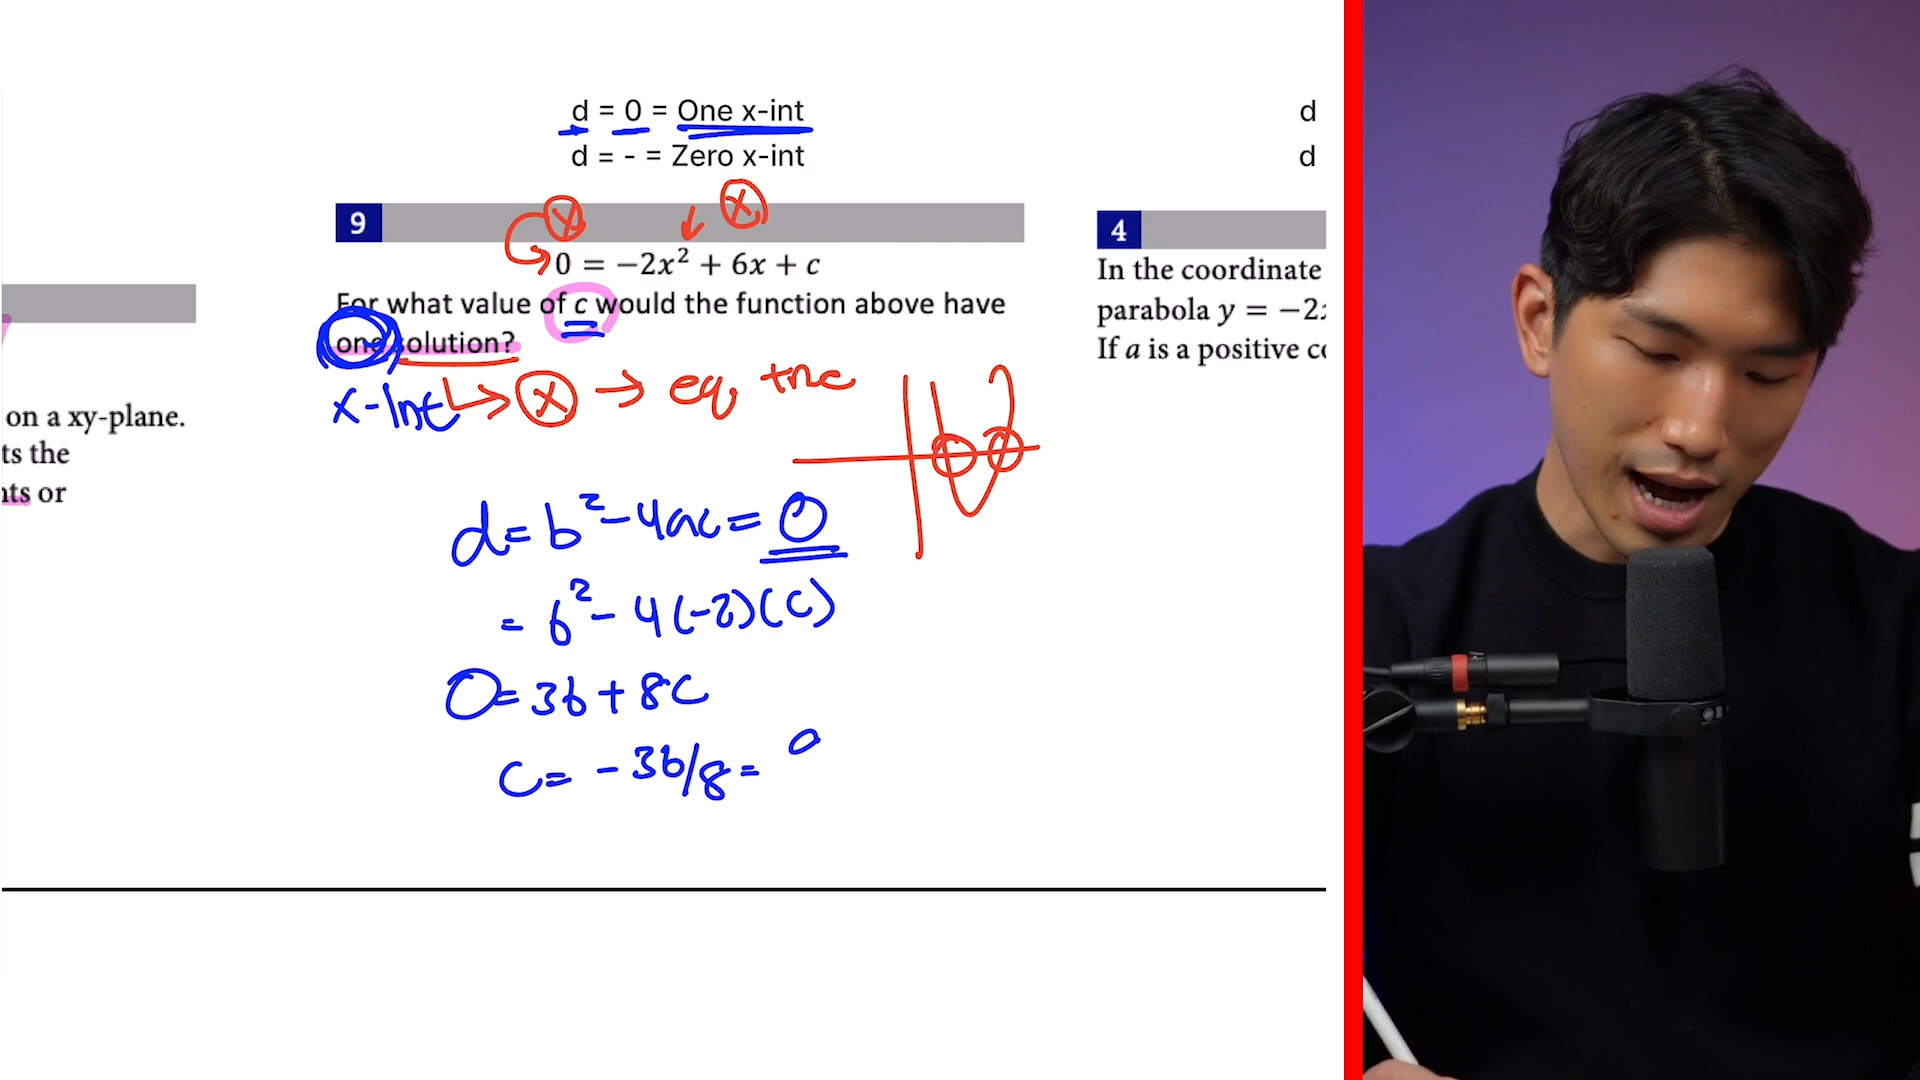 d = 0 = One x-int
d = - = Zero x-int
d
d
9
y
x
0 = −2x² + 6x + c
For what value of c would the function above have
one solution?
x-int
x → eq
on a xy-plane.
ts the
nts or
4
In the coordinate
parabola y = −2
If a is a positive co
d = b² - 4ac = 0
= 6² - 4(-2)(c)
0 = 36 + 8c
c = -36/8 =